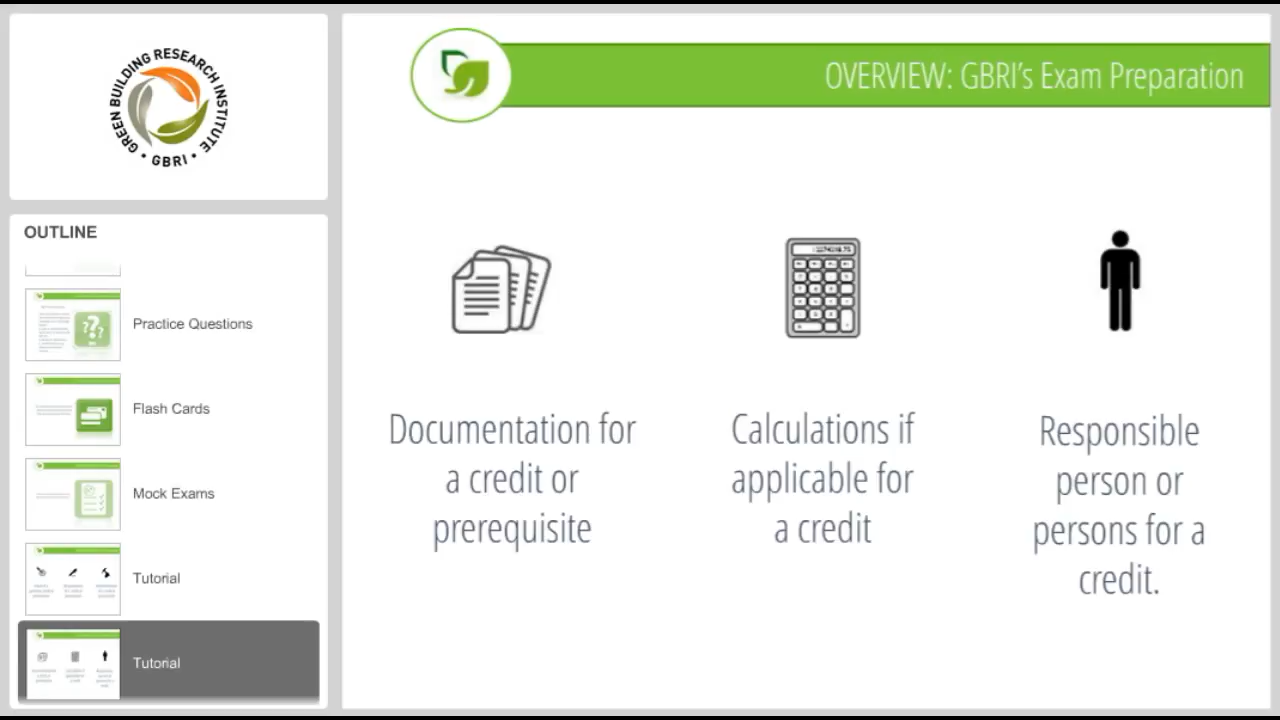 GREEN BUILDING RESEARCH INSTITUTE
• GBRI •
OUTLINE
Practice Questions
Flash Cards
Mock Exams
Tutorial
Tutorial
OVERVIEW: GBRI's Exam Preparation
Documentation for
a credit or
prerequisite
Calculations if
applicable for
a credit
Responsible
person or
persons for a
credit.